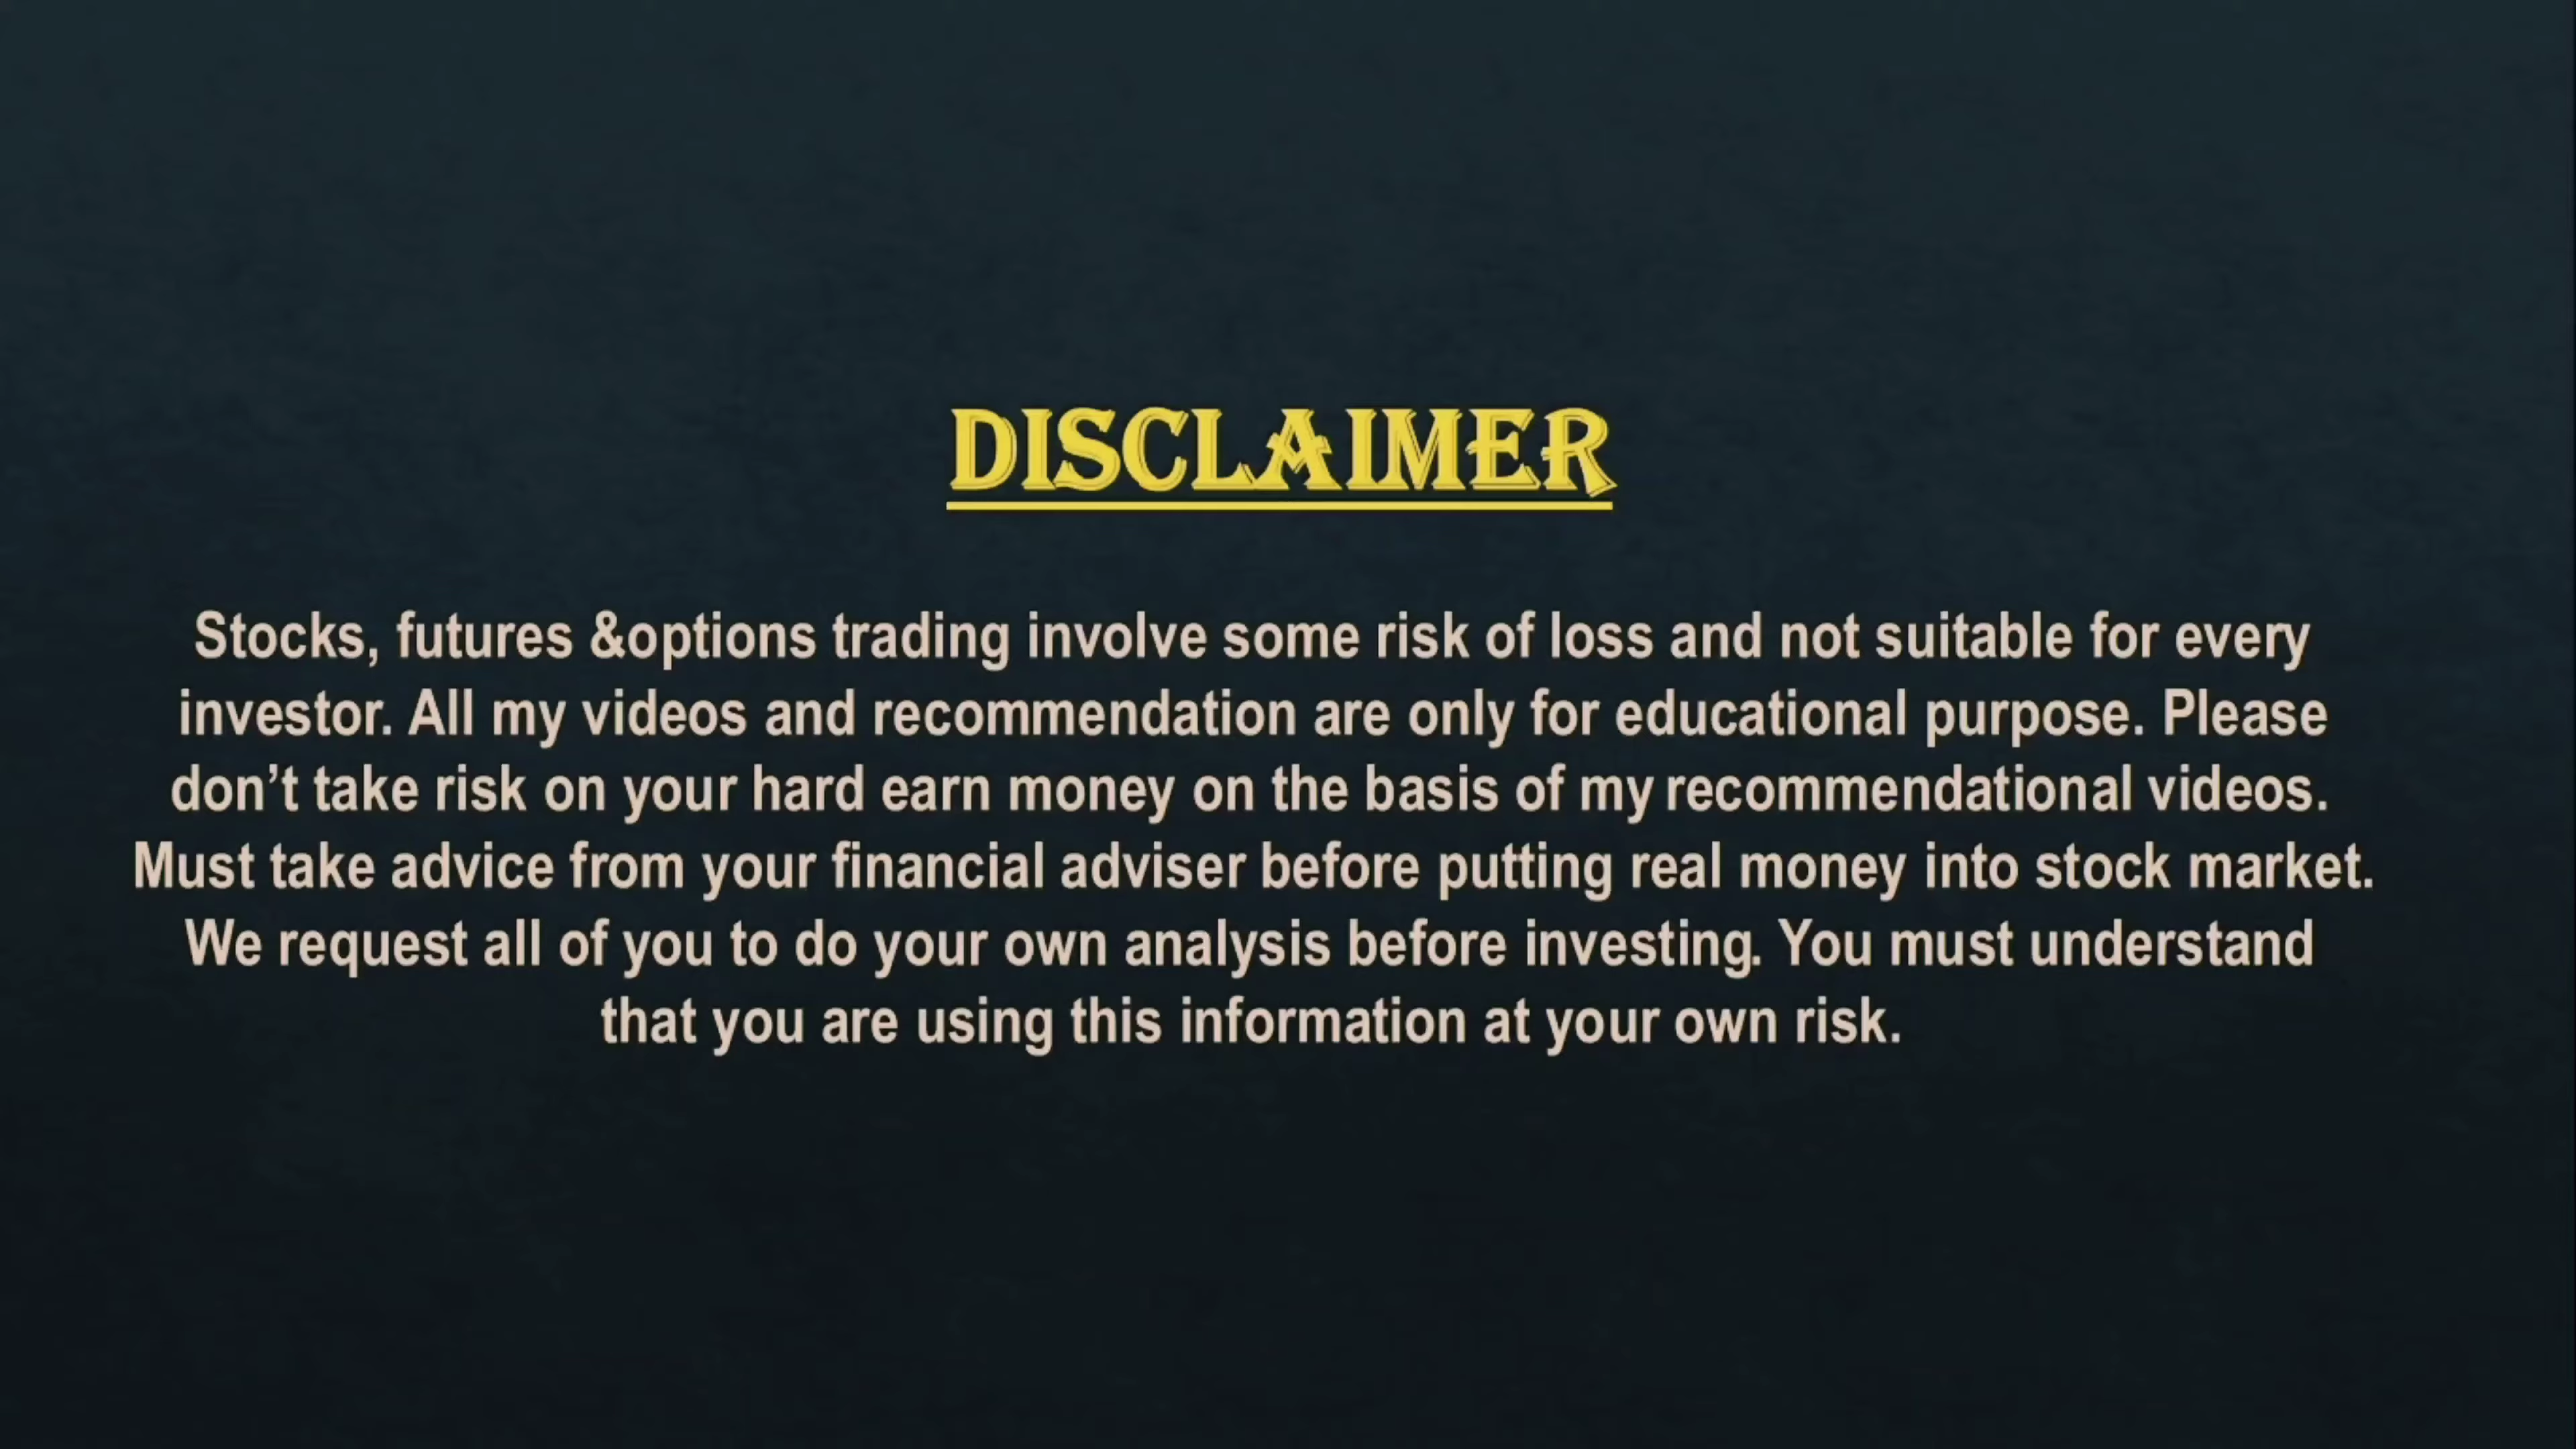 DISCLAIMER
Stocks, futures &options trading involve some risk of loss and not suitable for every
investor. All my videos and recommendation are only for educational purpose. Please
don’t take risk on your hard earn money on the basis of my recommendational videos.
Must take advice from your financial adviser before putting real money into stock market.
We request all of you to do your own analysis before investing. You must understand
that you are using this information at your own risk.